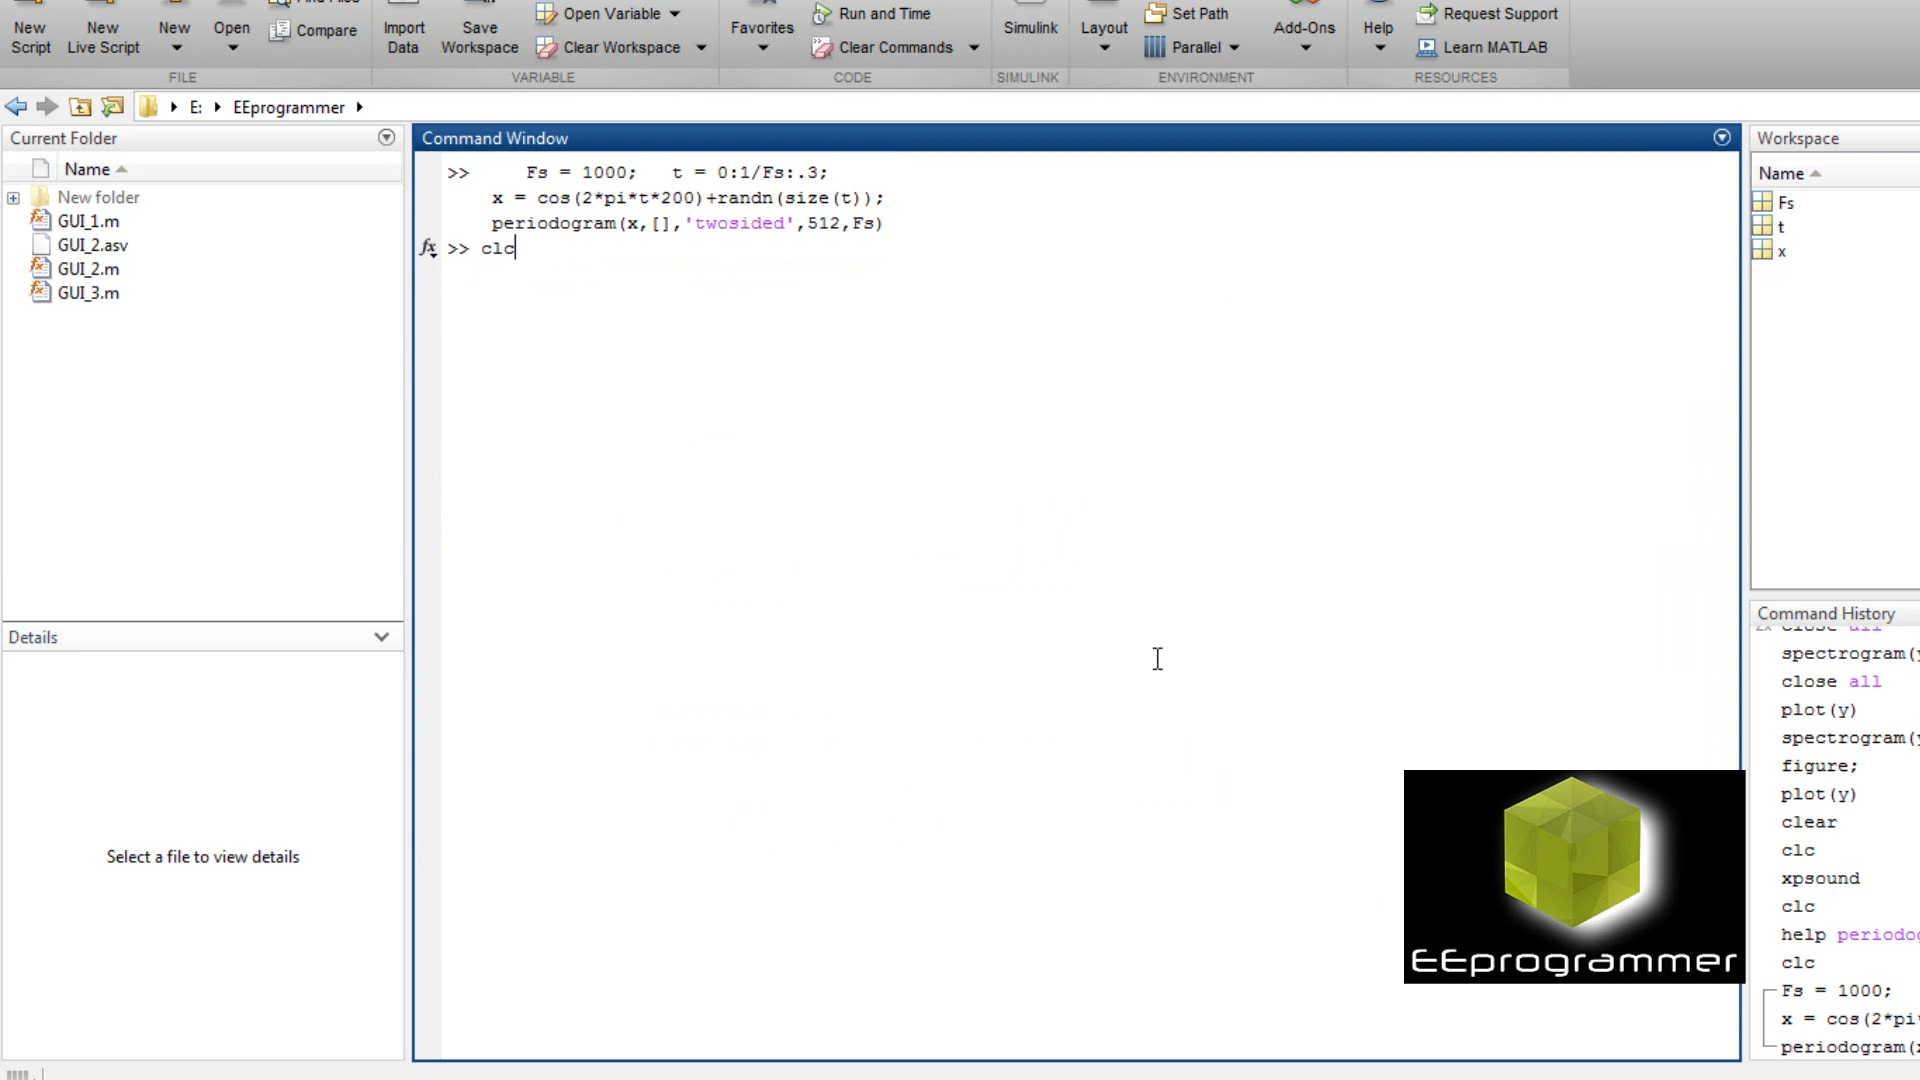 New Script
New Live Script
New
Open
Compare
Import Data
Save Workspace
Open Variable
Clear Workspace
Favorites
Run and Time
Clear Commands
Simulink
Layout
Set Path
Parallel
Add-Ons
Help
Request Support
Learn MATLAB
FILE
VARIABLE
CODE
SIMULINK
ENVIRONMENT
RESOURCES
E: EEprogrammer
Current Folder
Name
New folder
GUI_1.m
GUI_2.asv
GUI_2.m
GUI_3.m
Details
Select a file to view details
Command Window
>> Fs = 1000; t = 0:1/Fs:.3;
x = cos(2*pi*t*200)+randn(size(t));
periodogram(x,[],'twosided',512,Fs)
fx >> clc
Workspace
Name
Fs
t
x
Command History
close all
spectrogram(y
close all
plot(y)
spectrogram(y
figure;
plot(y)
clear
clc
xpsound
clc
help periodog
clc
Fs = 1000;
x = cos(2*pi*
periodogram(x
EEprogrammer